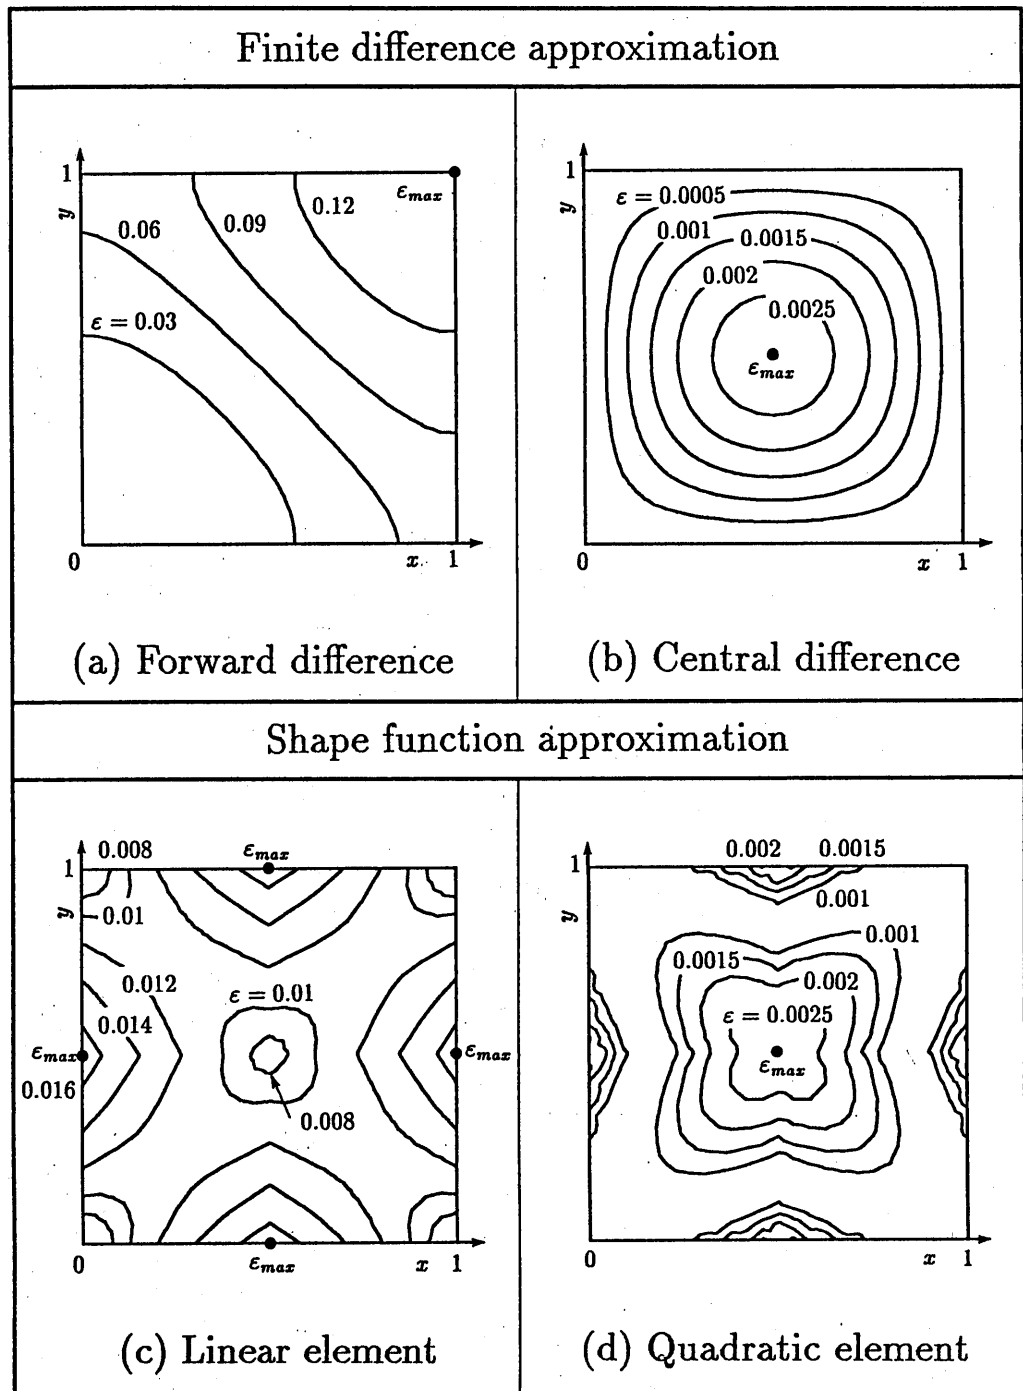 Finite difference approximation
1
y
ε = 0.03
0.06
0.09
0.12
ε_max
0
x
1
(a) Forward difference
1
y
ε = 0.0005
0.001
0.0015
0.002
0.0025
ε_max
0
x
1
(b) Central difference
Shape function approximation
1
y
0.008
ε_max
0.01
0.012
0.014
ε_max
0.016
ε = 0.01
0.008
ε_max
0
ε_max
x
1
(c) Linear element
1
y
0.002
0.0015
0.001
0.001
0.0015
0.002
ε = 0.0025
ε_max
0
x
1
(d) Quadratic element